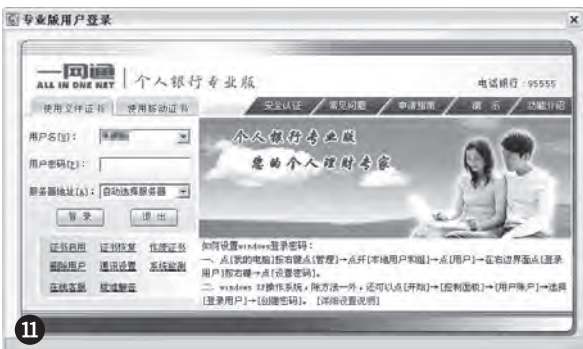 专业版用户登录
一网通
ALL IN ONE NET
个人银行专业版
电话银行：95555
使用文件证书 使用移动证书
安全认证 常见问题 申请指南 演示 功能介绍
用户名[U]：
用户密码[P]：
服务器地址[A]：自动选择服务器
登录 退出
证书启用 证书恢复 作废证书
删除用户 通讯设置 系统检测
在线客服 疑难解答
个人银行专业版
您的个人理财专家
如何设置windows登录密码：
一、点[我的电脑]按右键点[管理]→点开[本地用户和组]→点[用户]→在右边界面点[登录
用户]按右键→点[设置密码]。
二、windows XP操作系统，除方法一外，还可以点[开始]→[控制面板]→[用户账户]→选择
[登录用户]→[创建密码]。 [详细设置说明]
11